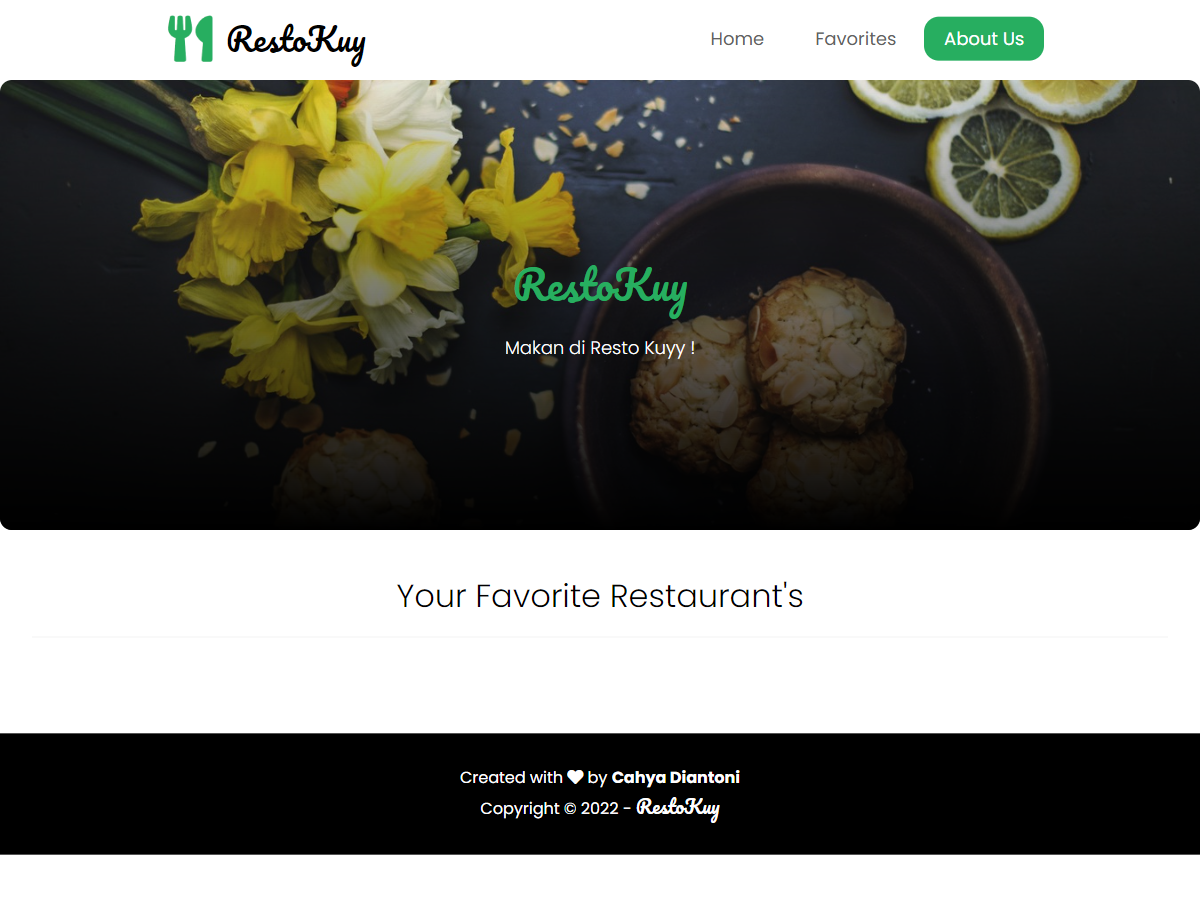 RestoKuy
Home Favorites About Us
RestoKuy
Makan di Resto Kuyy !
Your Favorite Restaurant's
Created with by Cahya Diantoni
Copyright © 2022 - RestoKuy